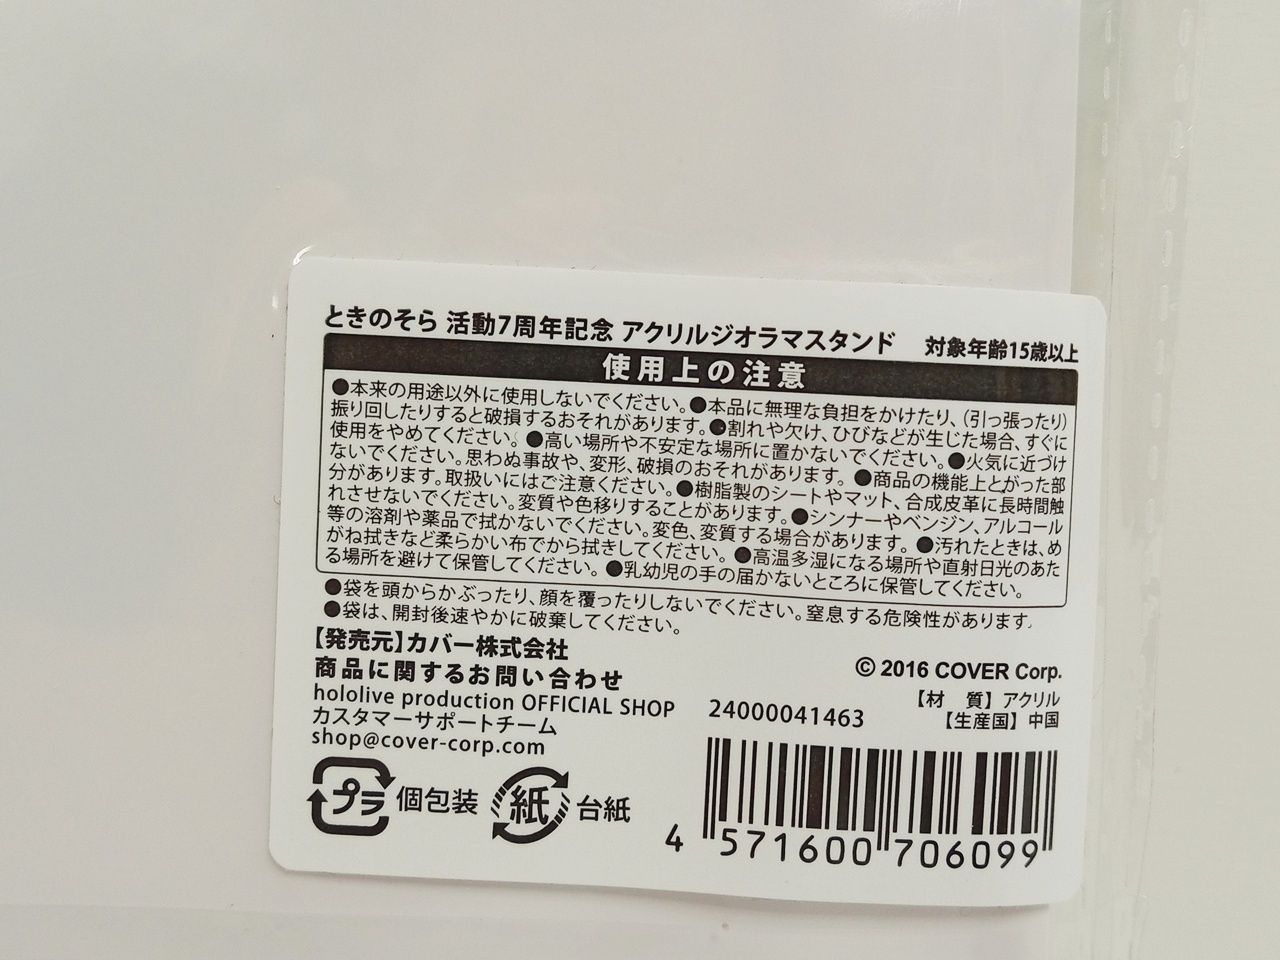 ときのそら 活動7周年記念 アクリルジオラマスタンド 対象年齢15歳以上
使用上の注意
●本来の用途以外に使用しないでください。●本品に無理な負担をかけたり、(引っ張ったり)
振り回したりすると破損するおそれがあります。●割れや欠け、ひびなどが生じた場合、すぐに
使用をやめてください。●高い場所や不安定な場所に置かないでください。●火気に近づけ
ないでください。思わぬ事故や、変形、破損のおそれがあります。●商品の機能上とがった部
分があります。取扱いにはご注意ください。●樹脂製のシートやマット、合成皮革に長時間触
れさせないでください。変質や色移りすることがあります。●シンナーやベンジン、アルコール
等の溶剤や薬品で拭かないでください。変色、変質する場合があります。●汚れたときは、め
がね拭きなど柔らかい布でから拭きしてください。●高温多湿になる場所や直射日光のあた
る場所を避けて保管してください。●乳幼児の手の届かないところに保管してください。
●袋を頭からかぶったり、顔を覆ったりしないでください。窒息する危険性があります。
●袋は、開封後速やかに破棄してください。
【発売元】カバー株式会社
商品に関するお問い合わせ
hololive production OFFICIAL SHOP
カスタマーサポートチーム
shop@cover-corp.com
© 2016 COVER Corp.
【材 質】アクリル
【生産国】中国
24000041463
プラ 個包装 紙 台紙
4 571600 706099